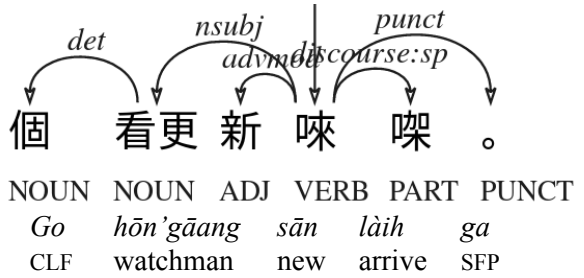 det nsubj advmod discourse:sp punct
個 看更 新 嚟 㗎 。
NOUN NOUN ADJ VERB PART PUNCT
Go hōn’gāang sān làih ga
CLF watchman new arrive SFP